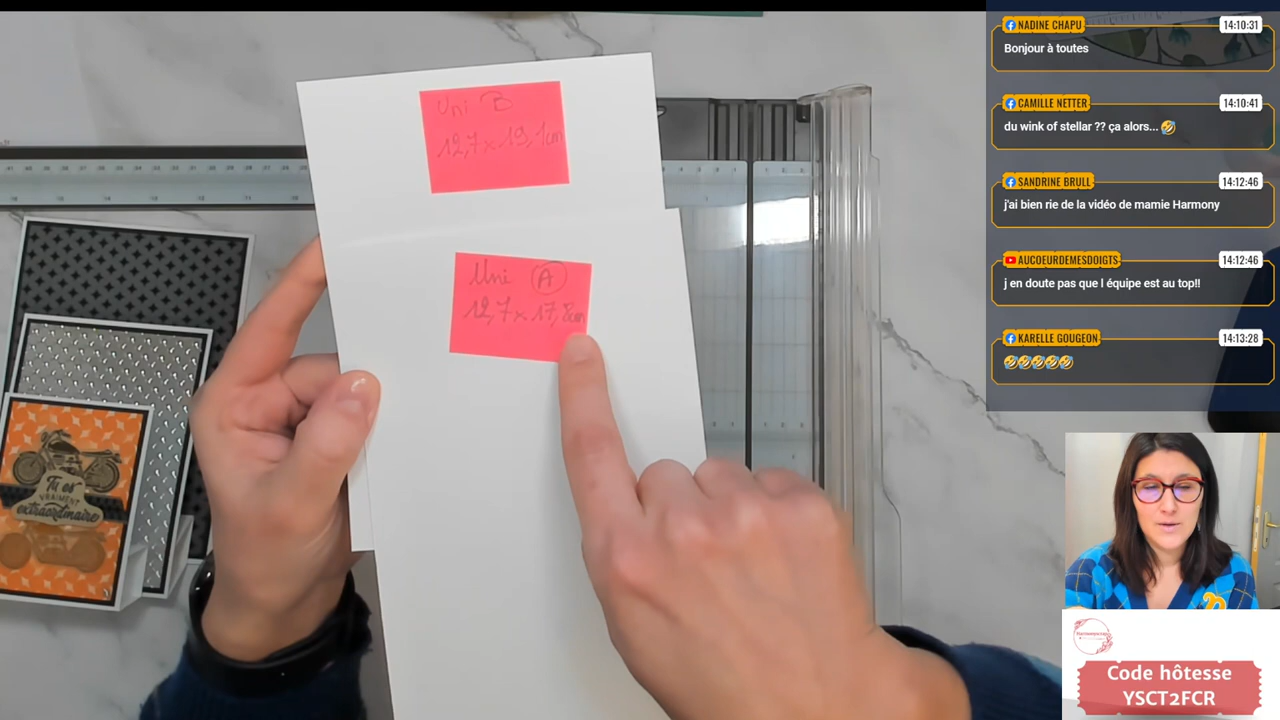 Uni B
12,7 x 19,1cm
Uni A
12,7 x 17,8cm
Tu es
VRAIMENT
extraordinaire
NADINE CHAPU
14:10:31
Bonjour à toutes
CAMILLE NETTER
14:10:41
du wink of stellar ?? ça alors... 🤣
SANDRINE BRULL
14:12:46
j'ai bien rie de la vidéo de mamie Harmony
AUCOEURDEMESDOIGTS
14:12:46
j en doute pas que l équipe est au top!!
KARELLE GOUGEON
14:13:28
🤣🤣🤣🤣🤣
Code hôtesse
YSCT2FCR